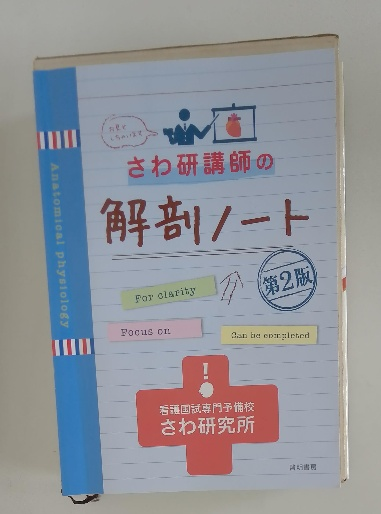 さわ研講師の
解剖ノート
第2版
For clarity
Focus on
Can be completed
Anatomical physiology
!
看護国試専門予備校
さわ研究所